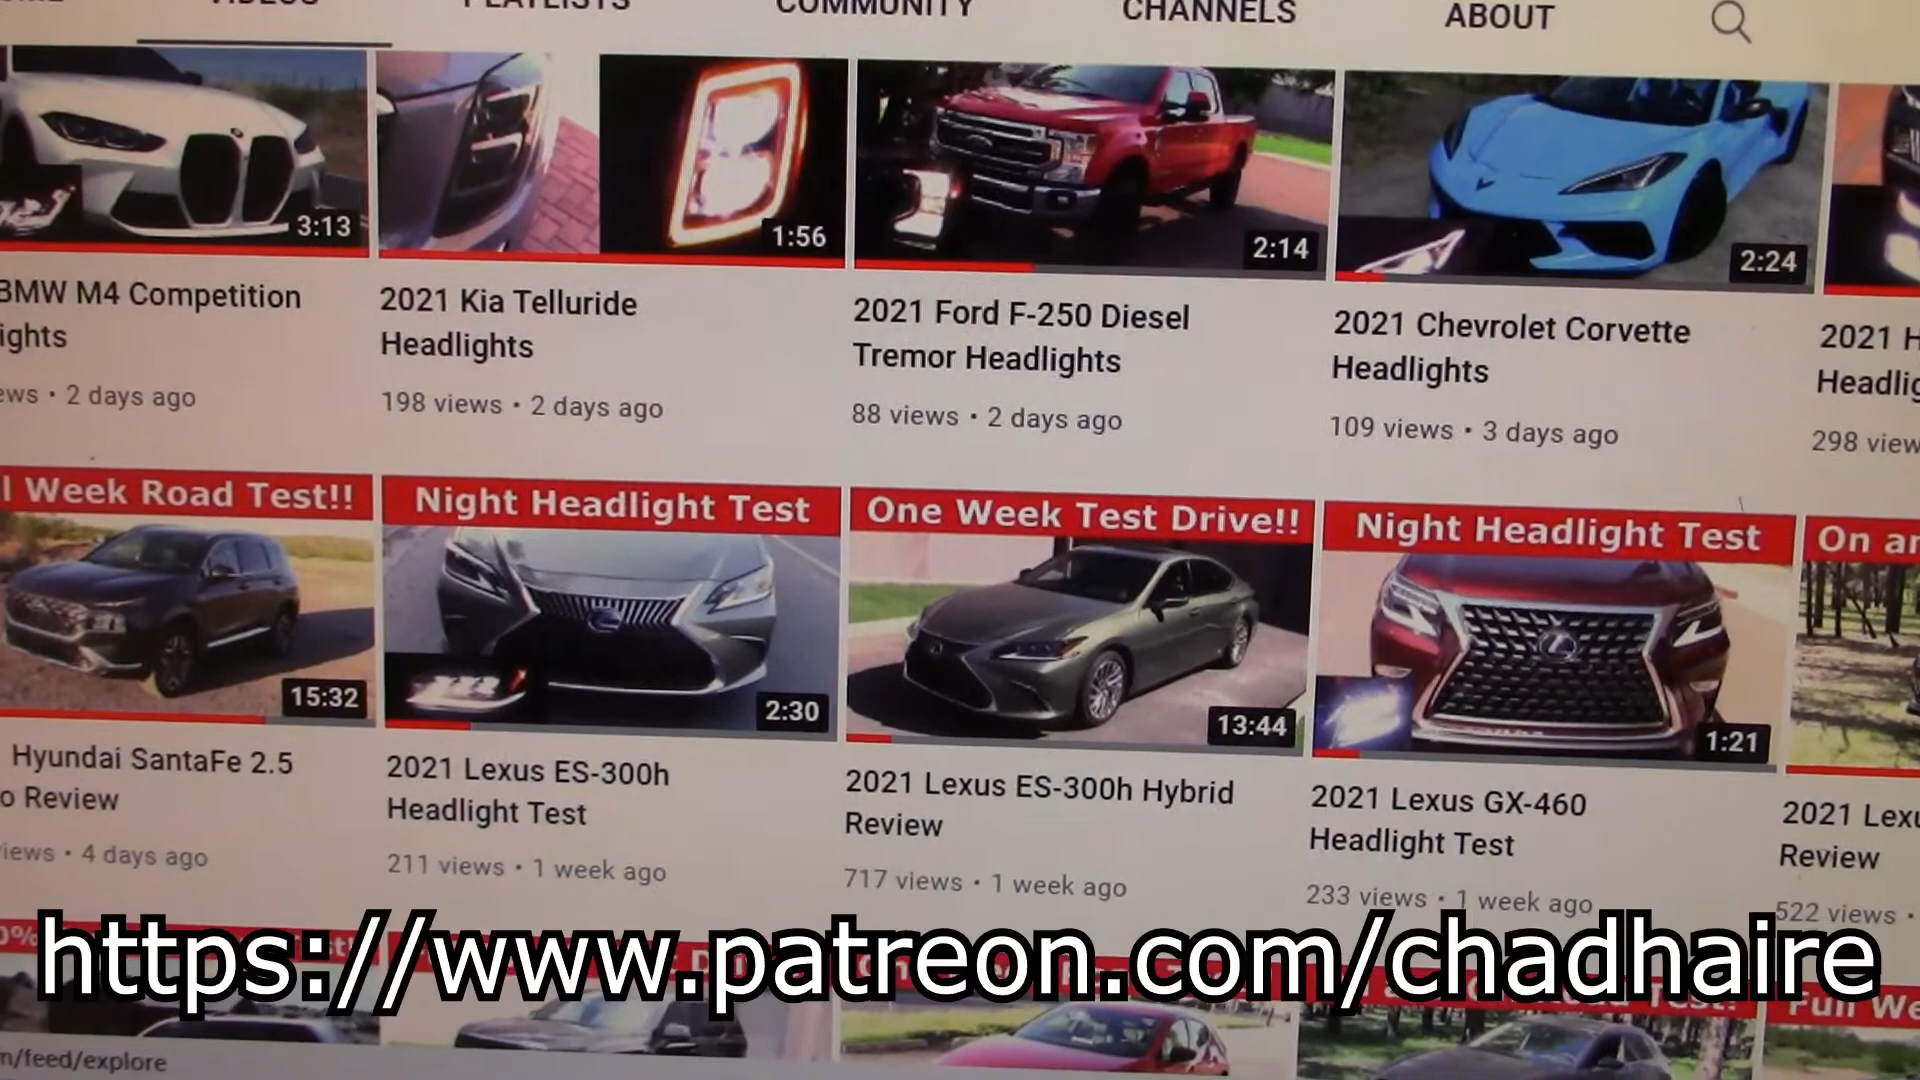 VIDEOS PLAYLISTS COMMUNITY CHANNELS ABOUT
3:13 1:56 2:14 2:24
BMW M4 Competition
2021 Kia Telluride
Headlights
198 views • 2 days ago
2021 Ford F-250 Diesel
Tremor Headlights
88 views • 2 days ago
2021 Chevrolet Corvette
Headlights
109 views • 3 days ago
2021 H
298
ights
2 days ago
l Week Road Test!!
15:32
Hyundai SantaFe 2.5
o Review
4 days ago
Night Headlight Test
2:30
2021 Lexus ES-300h
Headlight Test
211 views • 1 week ago
One Week Test Drive!!
13:44
2021 Lexus ES-300h Hybrid
Review
717 views • 1 week ago
Night Headlight Test
1:21
2021 Lexus GX-460
Headlight Test
233 views • 1 week ago
On
2021
Review
522 views •
https://www.patreon.com/chadhaire
Full
/feed/explore